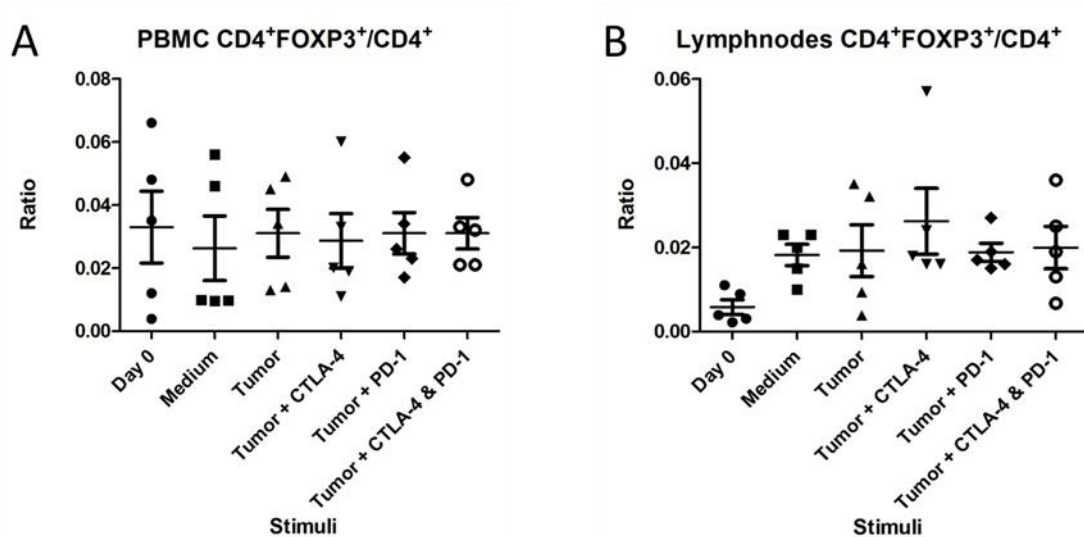 A
PBMC CD4⁺FOXP3⁺/CD4⁺
0.08
0.06
0.04
0.02
0.00
Ratio
Day 0
Medium
Tumor
Tumor + CTLA-4
Tumor + PD-1
Tumor + CTLA-4 & PD-1
Stimuli
B
Lymphnodes CD4⁺FOXP3⁺/CD4⁺
0.06
0.04
0.02
0.00
Ratio
Day 0
Medium
Tumor
Tumor + CTLA-4
Tumor + PD-1
Tumor + CTLA-4 & PD-1
Stimuli